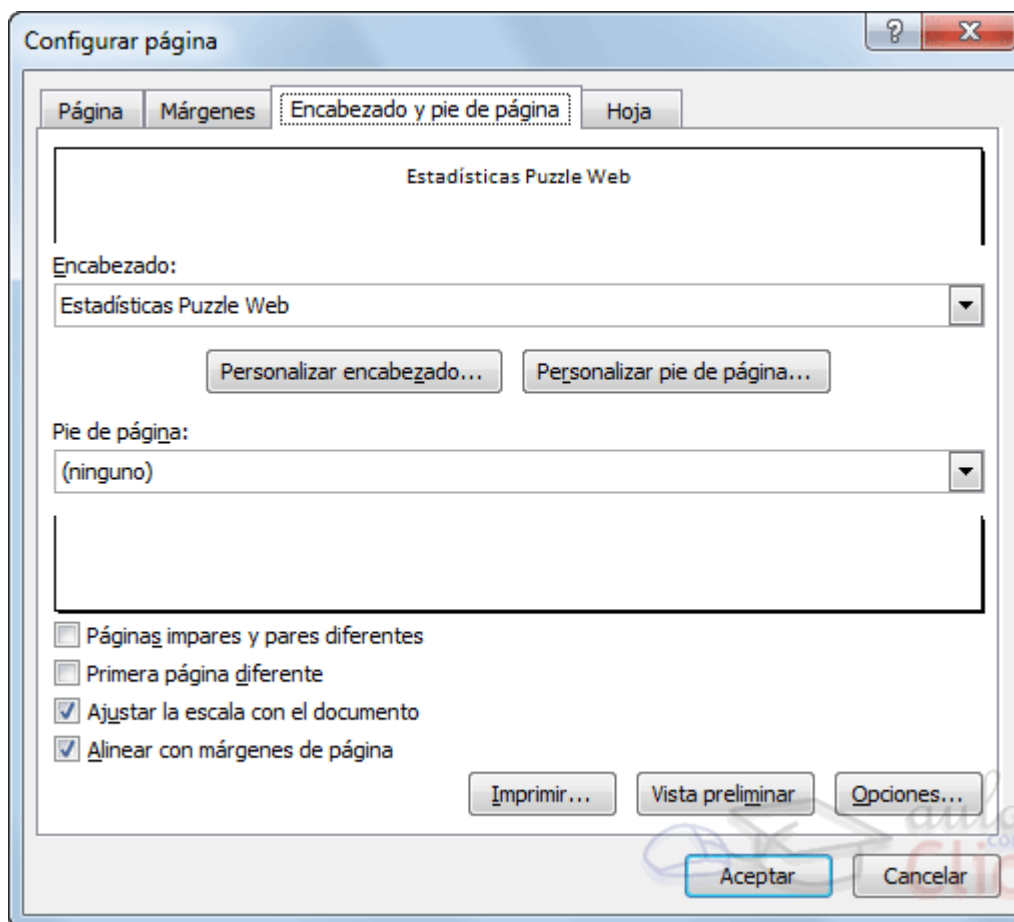 Configurar página
Página Márgenes Encabezado y pie de página Hoja
Estadísticas Puzzle Web
Encabezado:
Estadísticas Puzzle Web
Personalizar encabezado... Personalizar pie de página...
Pie de página:
(ninguno)
Páginas impares y pares diferentes
Primera página diferente
Ajustar la escala con el documento
Alinear con márgenes de página
Imprimir... Vista preliminar Opciones...
Aceptar Cancelar